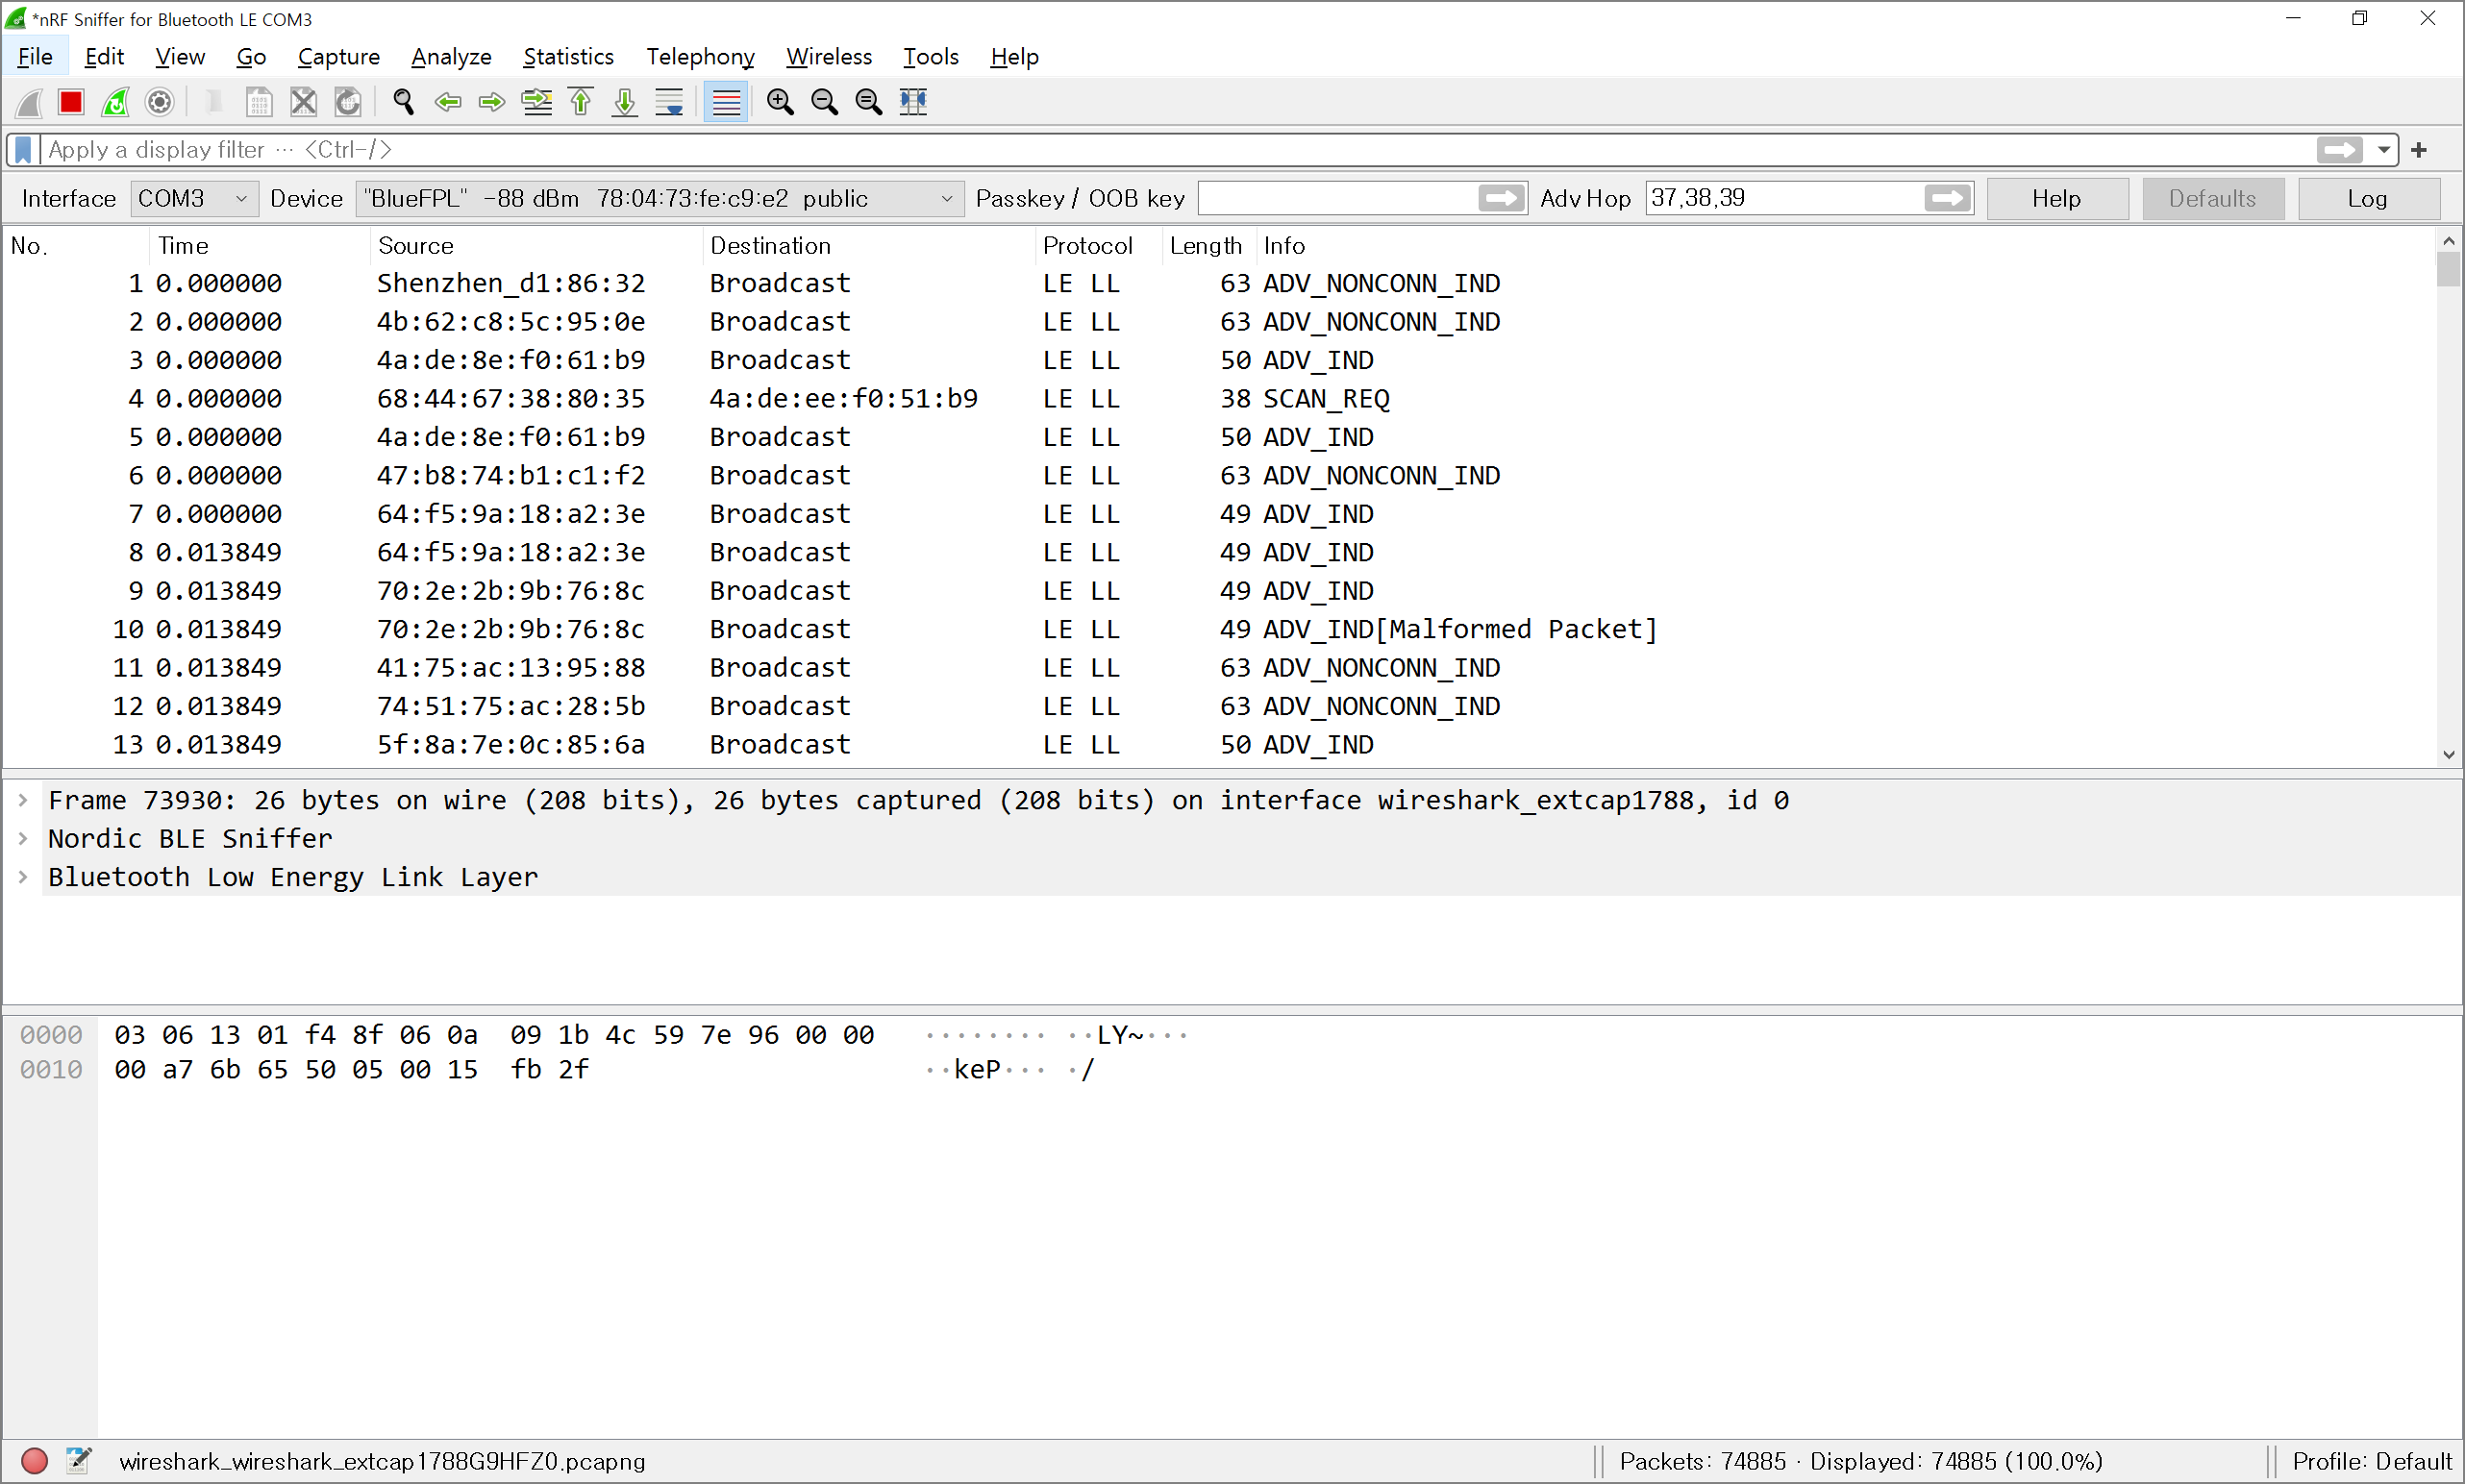 *nRF Sniffer for Bluetooth LE COM3
File Edit View Go Capture Analyze Statistics Telephony Wireless Tools Help
Apply a display filter ··· <Ctrl-/>
Interface COM3 Device "BlueFPL" -88 dBm 78:04:73:fe:c9:e2 public Passkey / OOB key Adv Hop 37,38,39 Help Defaults Log
No. Time Source Destination Protocol Length Info
1 0.000000 Shenzhen_d1:86:32 Broadcast LE LL 63 ADV_NONCONN_IND
2 0.000000 4b:62:c8:5c:95:0e Broadcast LE LL 63 ADV_NONCONN_IND
3 0.000000 4a:de:8e:f0:61:b9 Broadcast LE LL 50 ADV_IND
4 0.000000 68:44:67:38:80:35 4a:de:ee:f0:51:b9 LE LL 38 SCAN_REQ
5 0.000000 4a:de:8e:f0:61:b9 Broadcast LE LL 50 ADV_IND
6 0.000000 47:b8:74:b1:c1:f2 Broadcast LE LL 63 ADV_NONCONN_IND
7 0.000000 64:f5:9a:18:a2:3e Broadcast LE LL 49 ADV_IND
8 0.013849 64:f5:9a:18:a2:3e Broadcast LE LL 49 ADV_IND
9 0.013849 70:2e:2b:9b:76:8c Broadcast LE LL 49 ADV_IND
10 0.013849 70:2e:2b:9b:76:8c Broadcast LE LL 49 ADV_IND[Malformed Packet]
11 0.013849 41:75:ac:13:95:88 Broadcast LE LL 63 ADV_NONCONN_IND
12 0.013849 74:51:75:ac:28:5b Broadcast LE LL 63 ADV_NONCONN_IND
13 0.013849 5f:8a:7e:0c:85:6a Broadcast LE LL 50 ADV_IND
Frame 73930: 26 bytes on wire (208 bits), 26 bytes captured (208 bits) on interface wireshark_extcap1788, id 0
Nordic BLE Sniffer
Bluetooth Low Energy Link Layer
0000 03 06 13 01 f4 8f 06 0a 09 1b 4c 59 7e 96 00 00 ········ ··LY~···
0010 00 a7 6b 65 50 05 00 15 fb 2f ··keP··· ·/
wireshark_wireshark_extcap1788G9HFZ0.pcapng Packets: 74885 · Displayed: 74885 (100.0%) Profile: Default